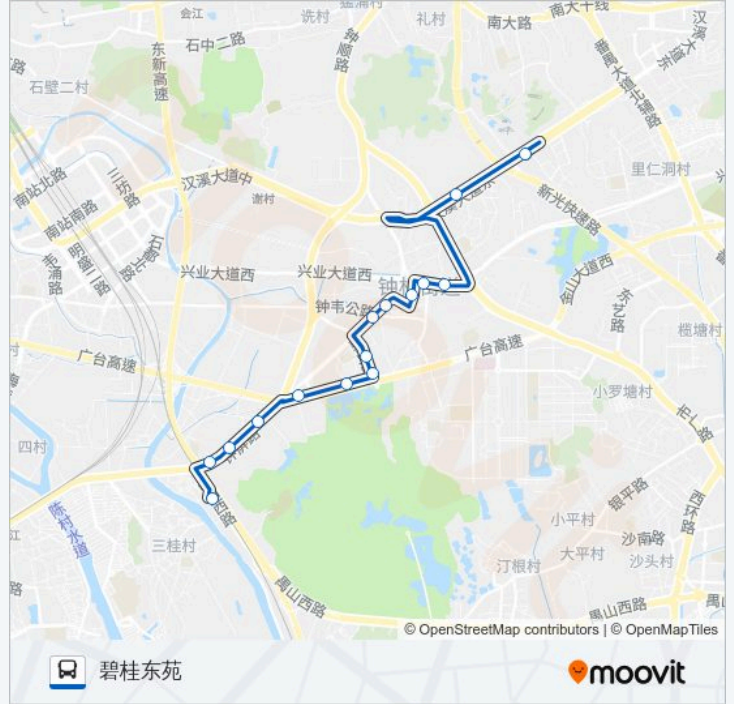 会江
洗村
礼村
南大路
南大干线
汉溪大道东
石中二路
钟顺路
东新高速
石壁二村
番禺大道北辅路
里仁洞村
汉溪大道中
谢村
三坊路
南站北路
南站南路
新光快速路
石兴路
明盛二路
韦涌路
兴业大道西
兴业大道西
金山大道西
钟村街道
钟韦公路
东艺路
榄塘村
广台高速
广台高速
小罗塘村
四村
银平路
西环路
陈村水道
三桂村
小平村
大平村
沙南路
沙头村
汀根村
禺山西路
禺山西路
© OpenStreetMap contributors | © OpenMapTiles
碧桂东苑
moovit